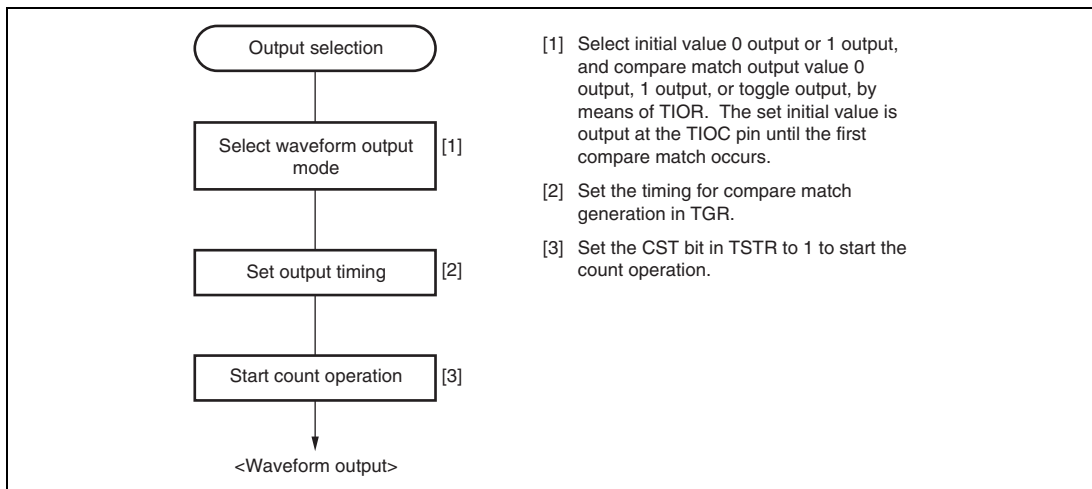 Output selection
Select waveform output
mode
[1]
Set output timing
[2]
Start count operation
[3]
<Waveform output>
[1] Select initial value 0 output or 1 output,
and compare match output value 0
output, 1 output, or toggle output, by
means of TIOR. The set initial value is
output at the TIOC pin until the first
compare match occurs.
[2] Set the timing for compare match
generation in TGR.
[3] Set the CST bit in TSTR to 1 to start the
count operation.